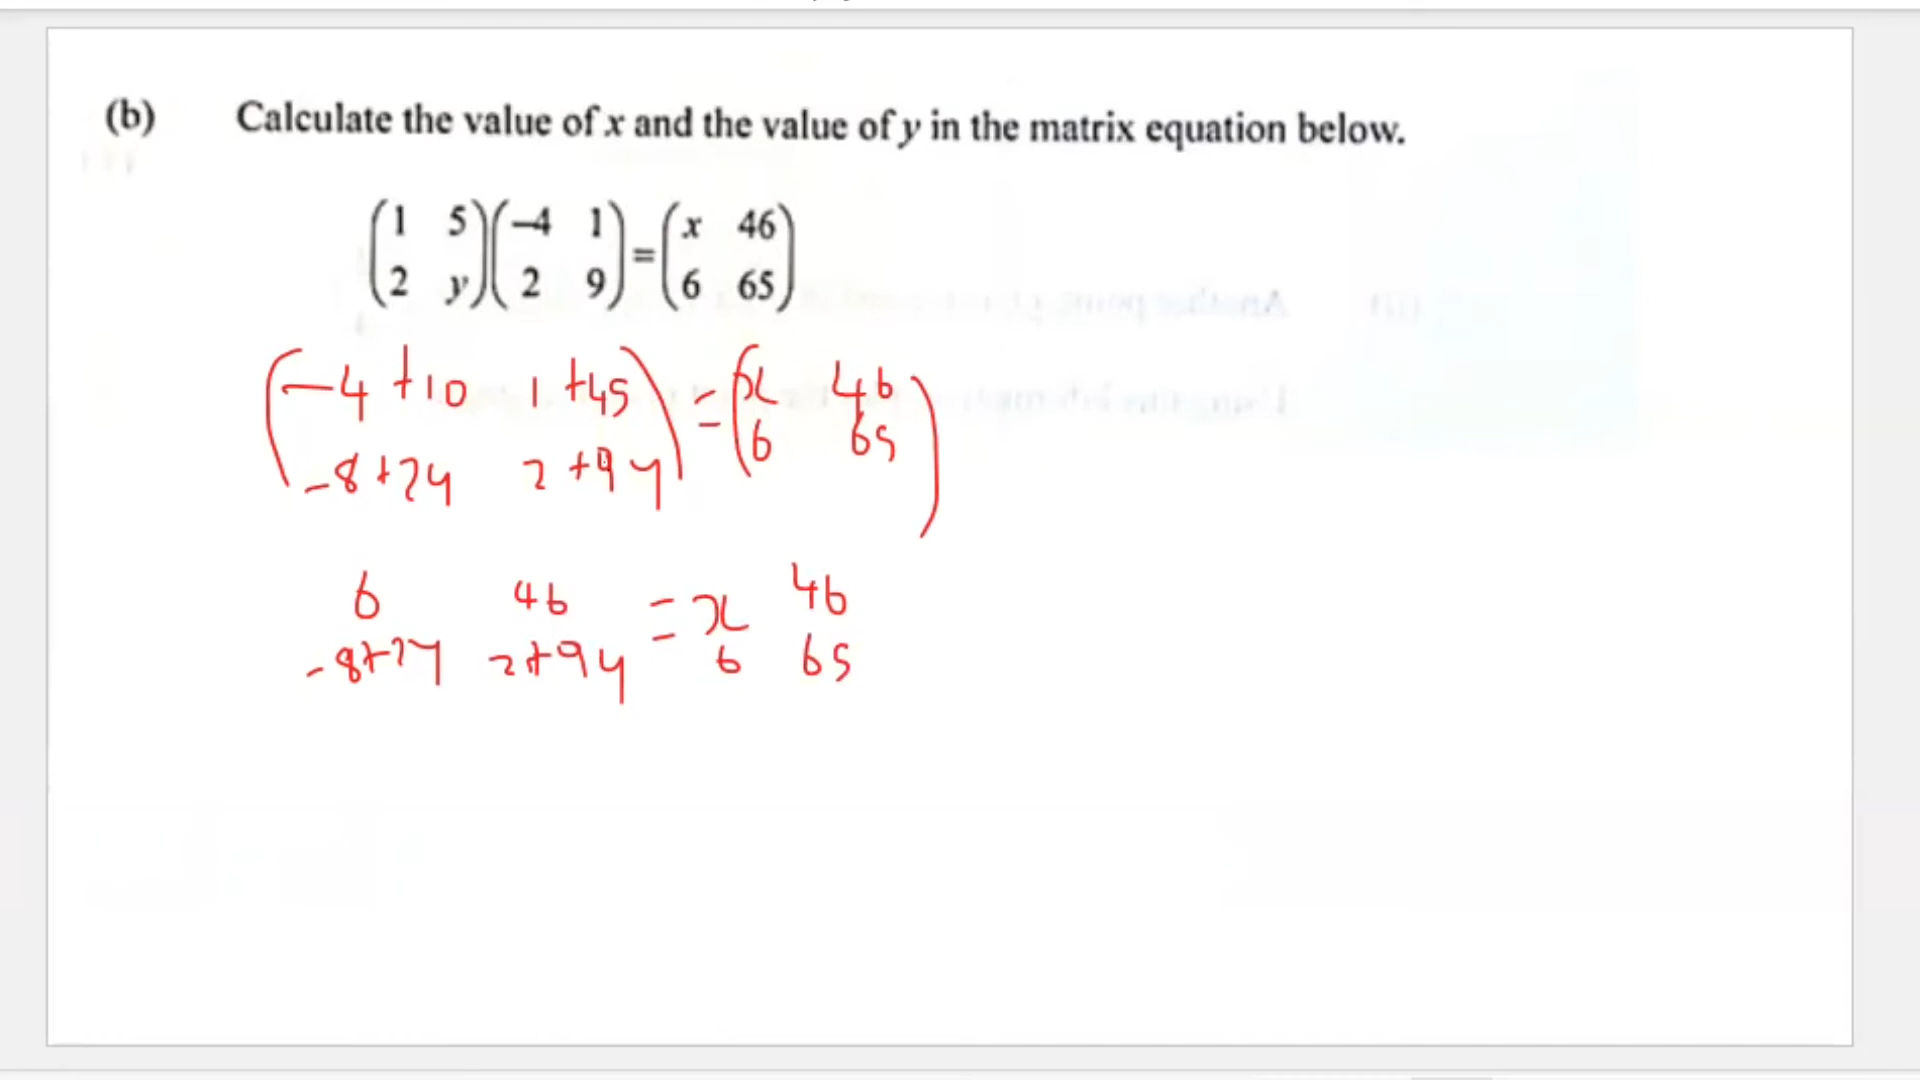 (b) Calculate the value of x and the value of y in the matrix equation below.
(1 5) (-4 1) = (x 46)
(2 y) (2 9) (6 65)
(-4 +10 1 +45) = (x 46)
(-8 +2y 2 +9y) (6 65)
6 46 = x 46
-8+2y 2+9y 6 65